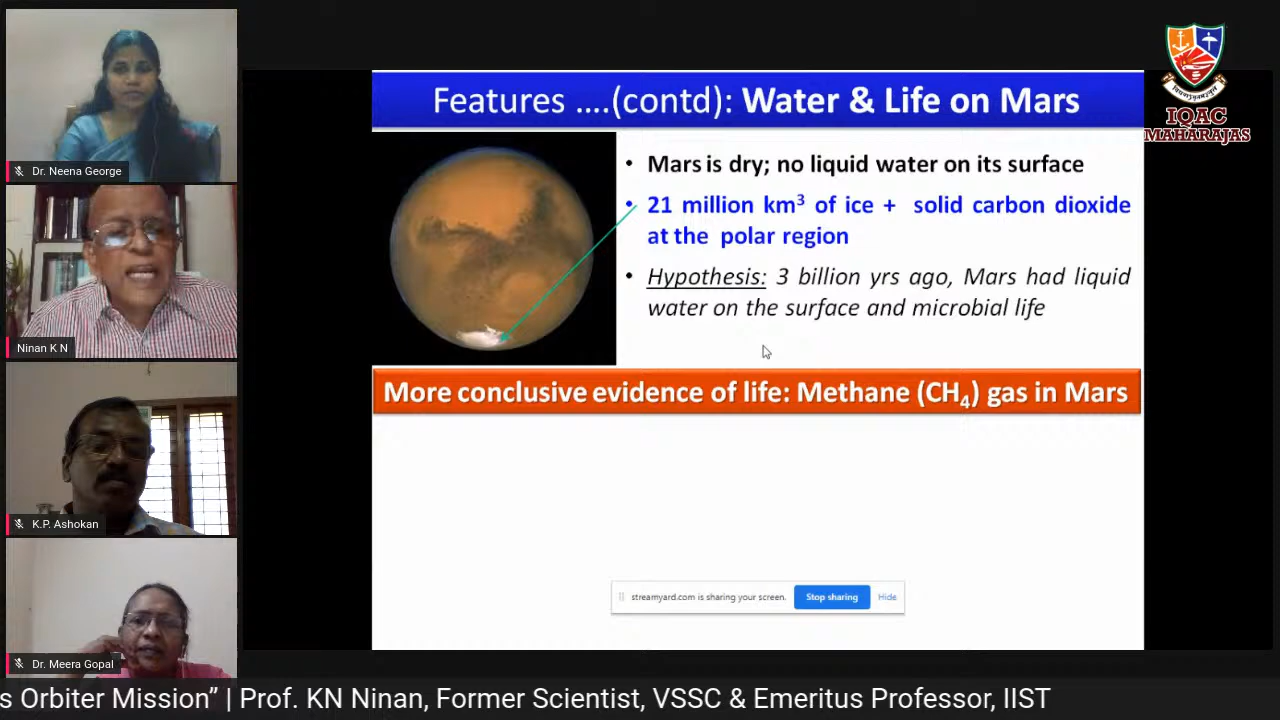 Dr. Neena George
Ninan K N
K.P. Ashokan
Dr. Meera Gopal
Features ....(contd): Water & Life on Mars
• Mars is dry; no liquid water on its surface
• 21 million km³ of ice + solid carbon dioxide
at the polar region
• Hypothesis: 3 billion yrs ago, Mars had liquid
water on the surface and microbial life
More conclusive evidence of life: Methane (CH₄) gas in Mars
streamyard.com is sharing your screen. Stop sharing Hide
IQAC
MAHARAJAS
s Orbiter Mission” | Prof. KN Ninan, Former Scientist, VSSC & Emeritus Professor, IIST